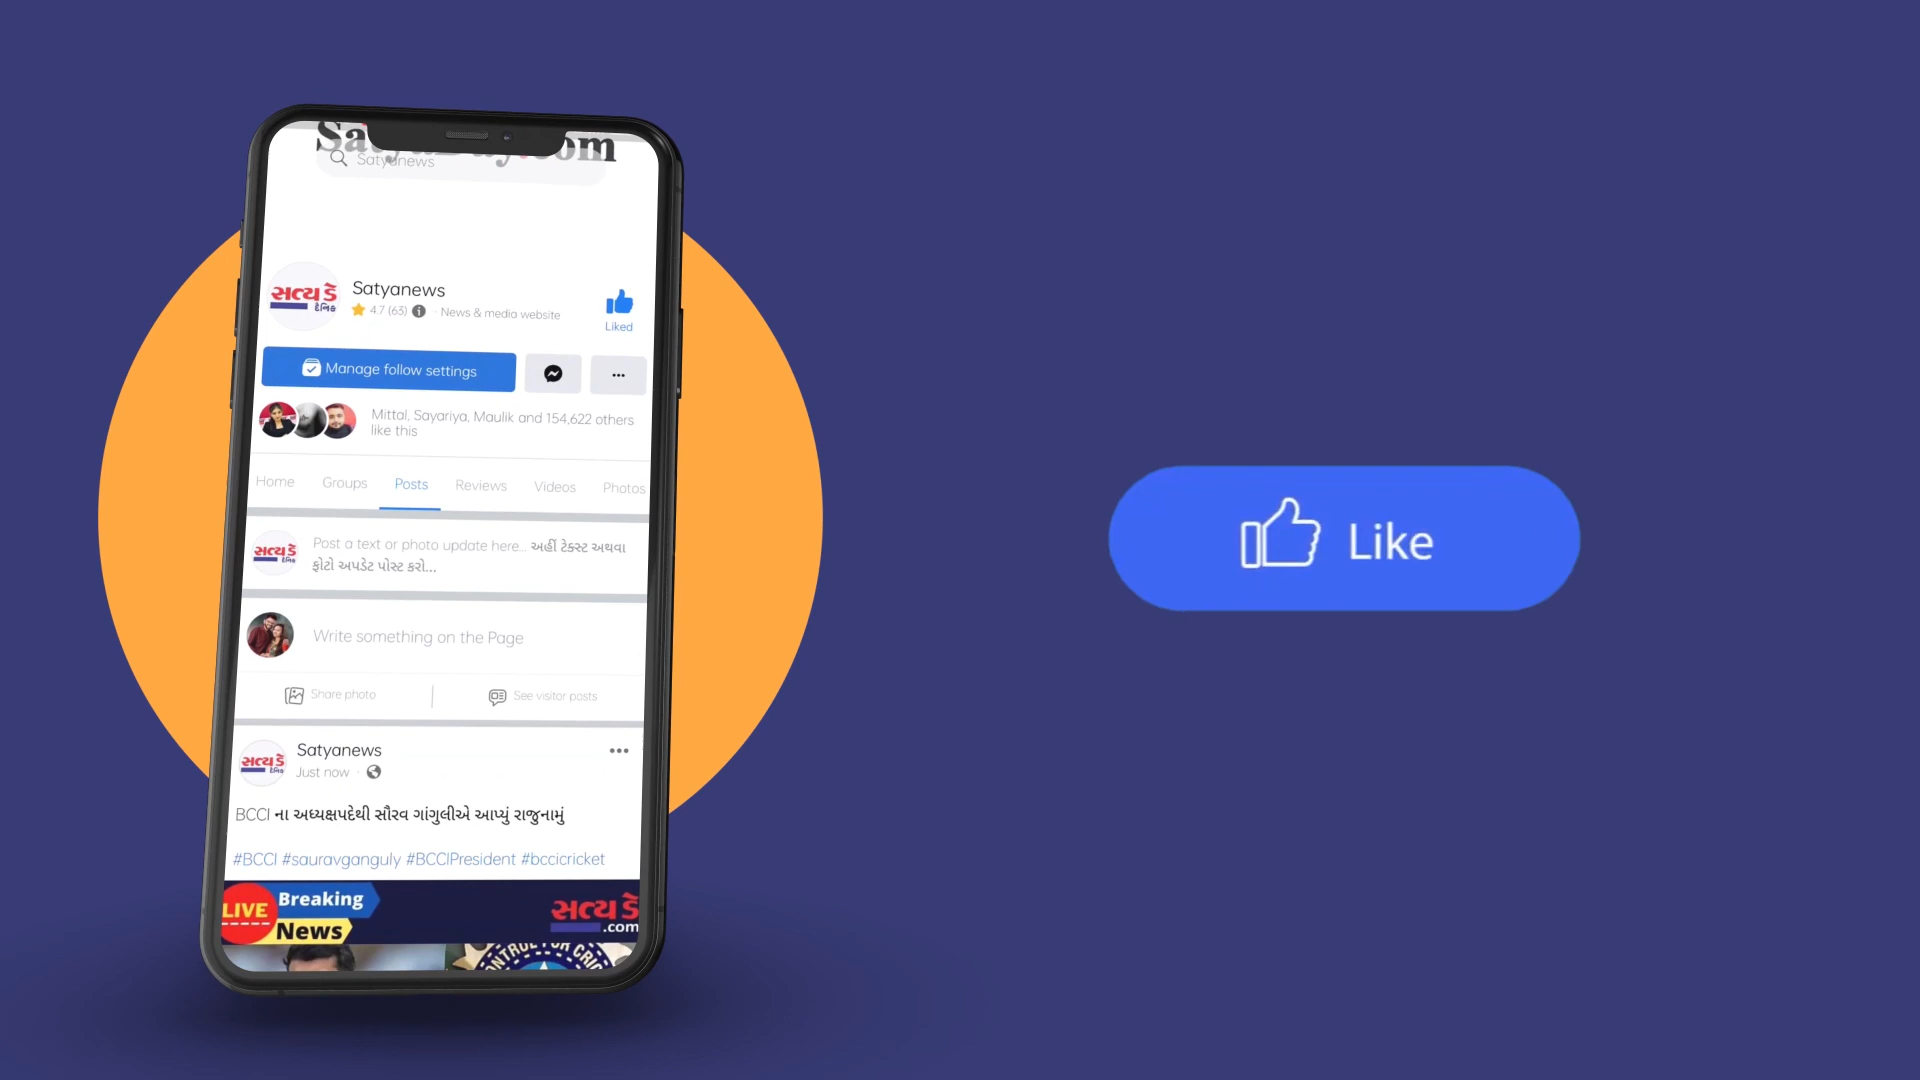 SatyaDay.com
Satyanews
સત્ય ડે
દૈનિક
Satyanews
4.7 (63) · News & media website
Liked
Manage follow settings
Mittal, Sayariya, Maulik and 154,622 others
like this
Home Groups Posts Reviews Videos Photos
સત્ય ડે
દૈનિક
Post a text or photo update here... અહીં ટેક્સ્ટ અથવા
ફોટો અપડેટ પોસ્ટ કરો...
Write something on the Page
Share photo
See visitor posts
સત્ય ડે
દૈનિક
Satyanews
Just now ·
BCCI ના અધ્યક્ષપદેથી સૌરવ ગાંગુલીએ આપ્યું રાજુનામું
#BCCI #sauravganguly #BCCIPresident #bccicricket
LIVE
Breaking
News
સત્ય ડે
.com
Like